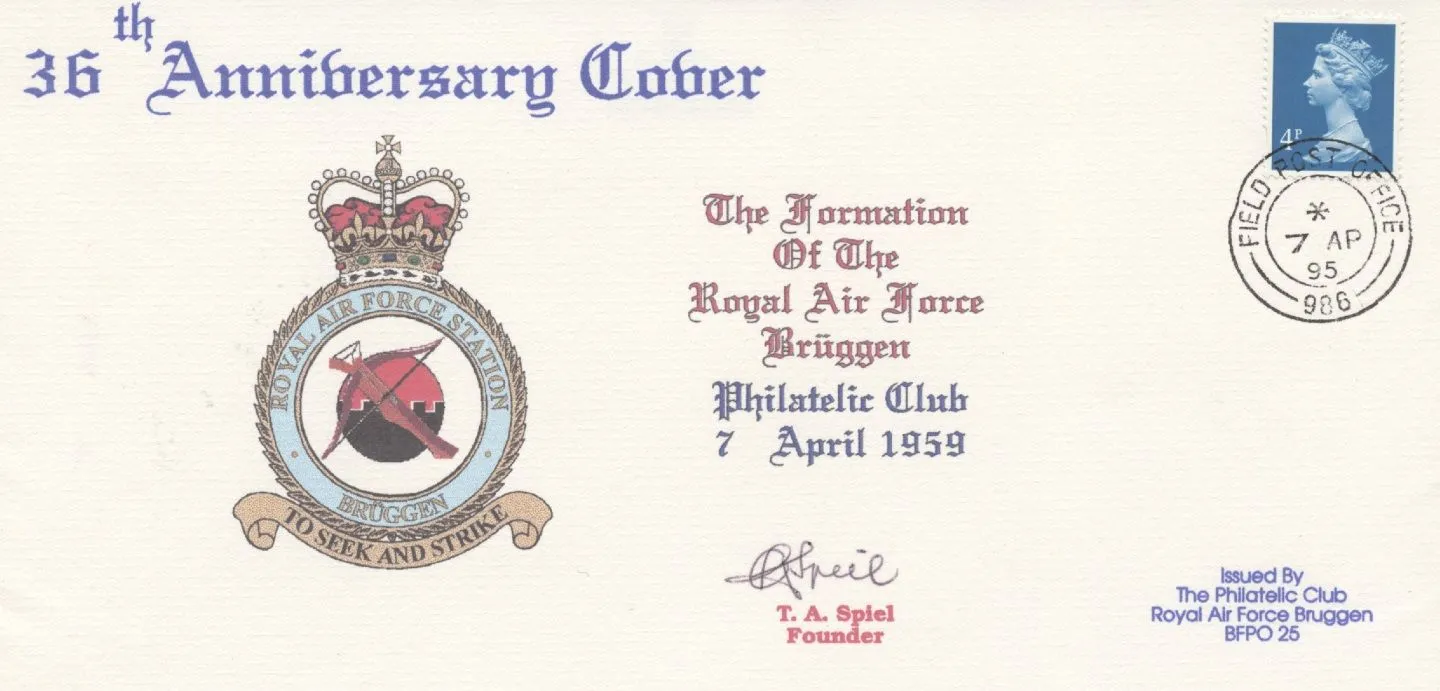 36th Anniversary Cover
4P
FIELD POST OFFICE
*
7 AP
95
986
ROYAL AIR FORCE STATION
BRÜGGEN
TO SEEK AND STRIKE
The Formation
Of The
Royal Air Force
Brüggen
Philatelic Club
7 April 1959
T. A. Spiel
Founder
Issued By
The Philatelic Club
Royal Air Force Bruggen
BFPO 25